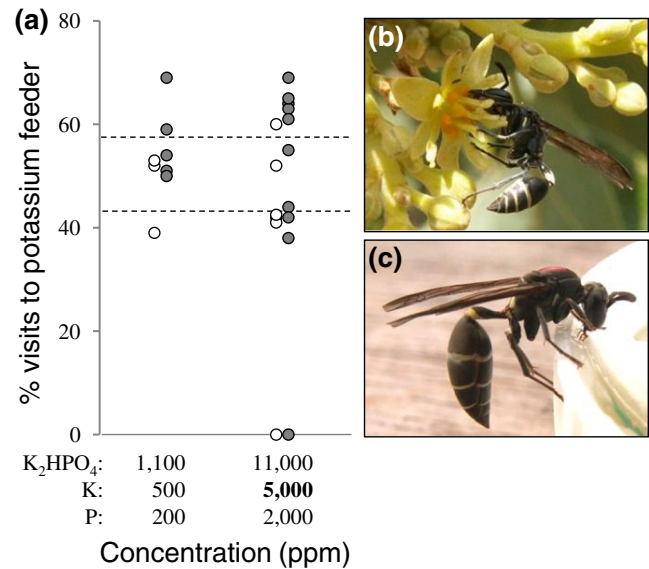 (a)
80
60
40
20
0
% visits to potassium feeder
K₂HPO₄: 1,100 11,000
K: 500 5,000
P: 200 2,000
Concentration (ppm)
(b)
(c)